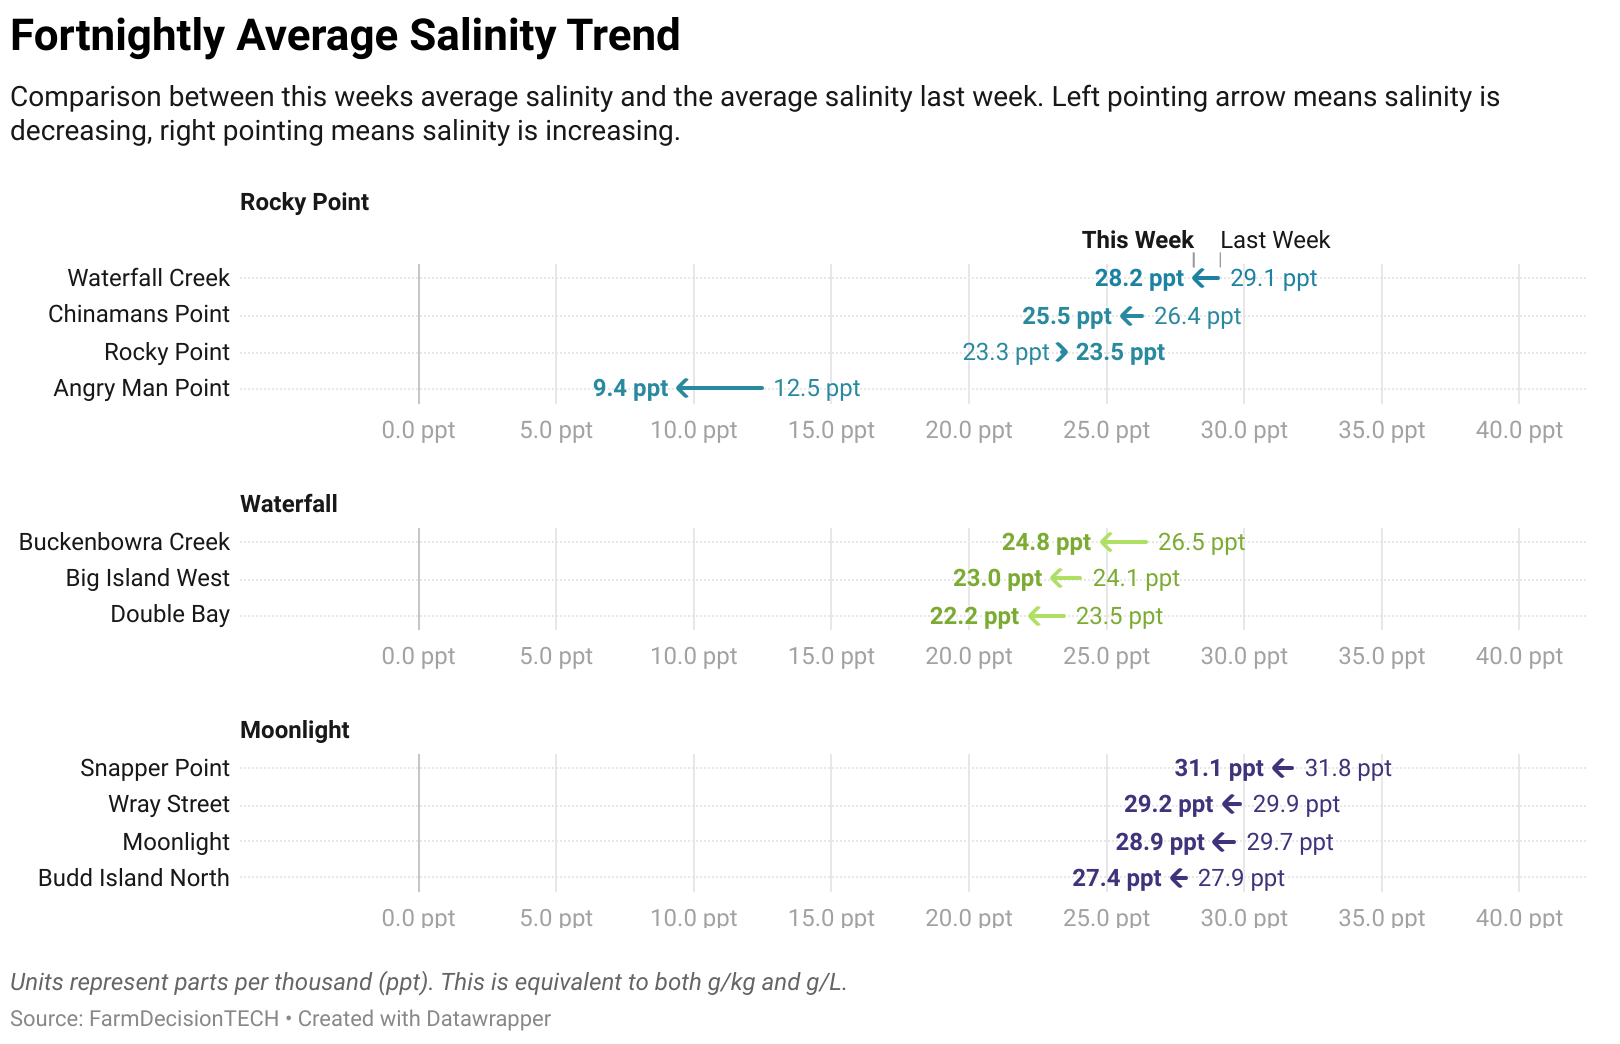 Fortnightly Average Salinity Trend
Comparison between this weeks average salinity and the average salinity last week. Left pointing arrow means salinity is
decreasing, right pointing means salinity is increasing.
Rocky Point
This Week Last Week
Waterfall Creek 28.2 ppt 29.1 ppt
Chinamans Point 25.5 ppt 26.4 ppt
Rocky Point 23.3 ppt 23.5 ppt
Angry Man Point 9.4 ppt 12.5 ppt
0.0 ppt 5.0 ppt 10.0 ppt 15.0 ppt 20.0 ppt 25.0 ppt 30.0 ppt 35.0 ppt 40.0 ppt
Waterfall
Buckenbowra Creek 24.8 ppt 26.5 ppt
Big Island West 23.0 ppt 24.1 ppt
Double Bay 22.2 ppt 23.5 ppt
0.0 ppt 5.0 ppt 10.0 ppt 15.0 ppt 20.0 ppt 25.0 ppt 30.0 ppt 35.0 ppt 40.0 ppt
Moonlight
Snapper Point 31.1 ppt 31.8 ppt
Wray Street 29.2 ppt 29.9 ppt
Moonlight 28.9 ppt 29.7 ppt
Budd Island North 27.4 ppt 27.9 ppt
0.0 ppt 5.0 ppt 10.0 ppt 15.0 ppt 20.0 ppt 25.0 ppt 30.0 ppt 35.0 ppt 40.0 ppt
Units represent parts per thousand (ppt). This is equivalent to both g/kg and g/L.
Source: FarmDecisionTECH • Created with Datawrapper